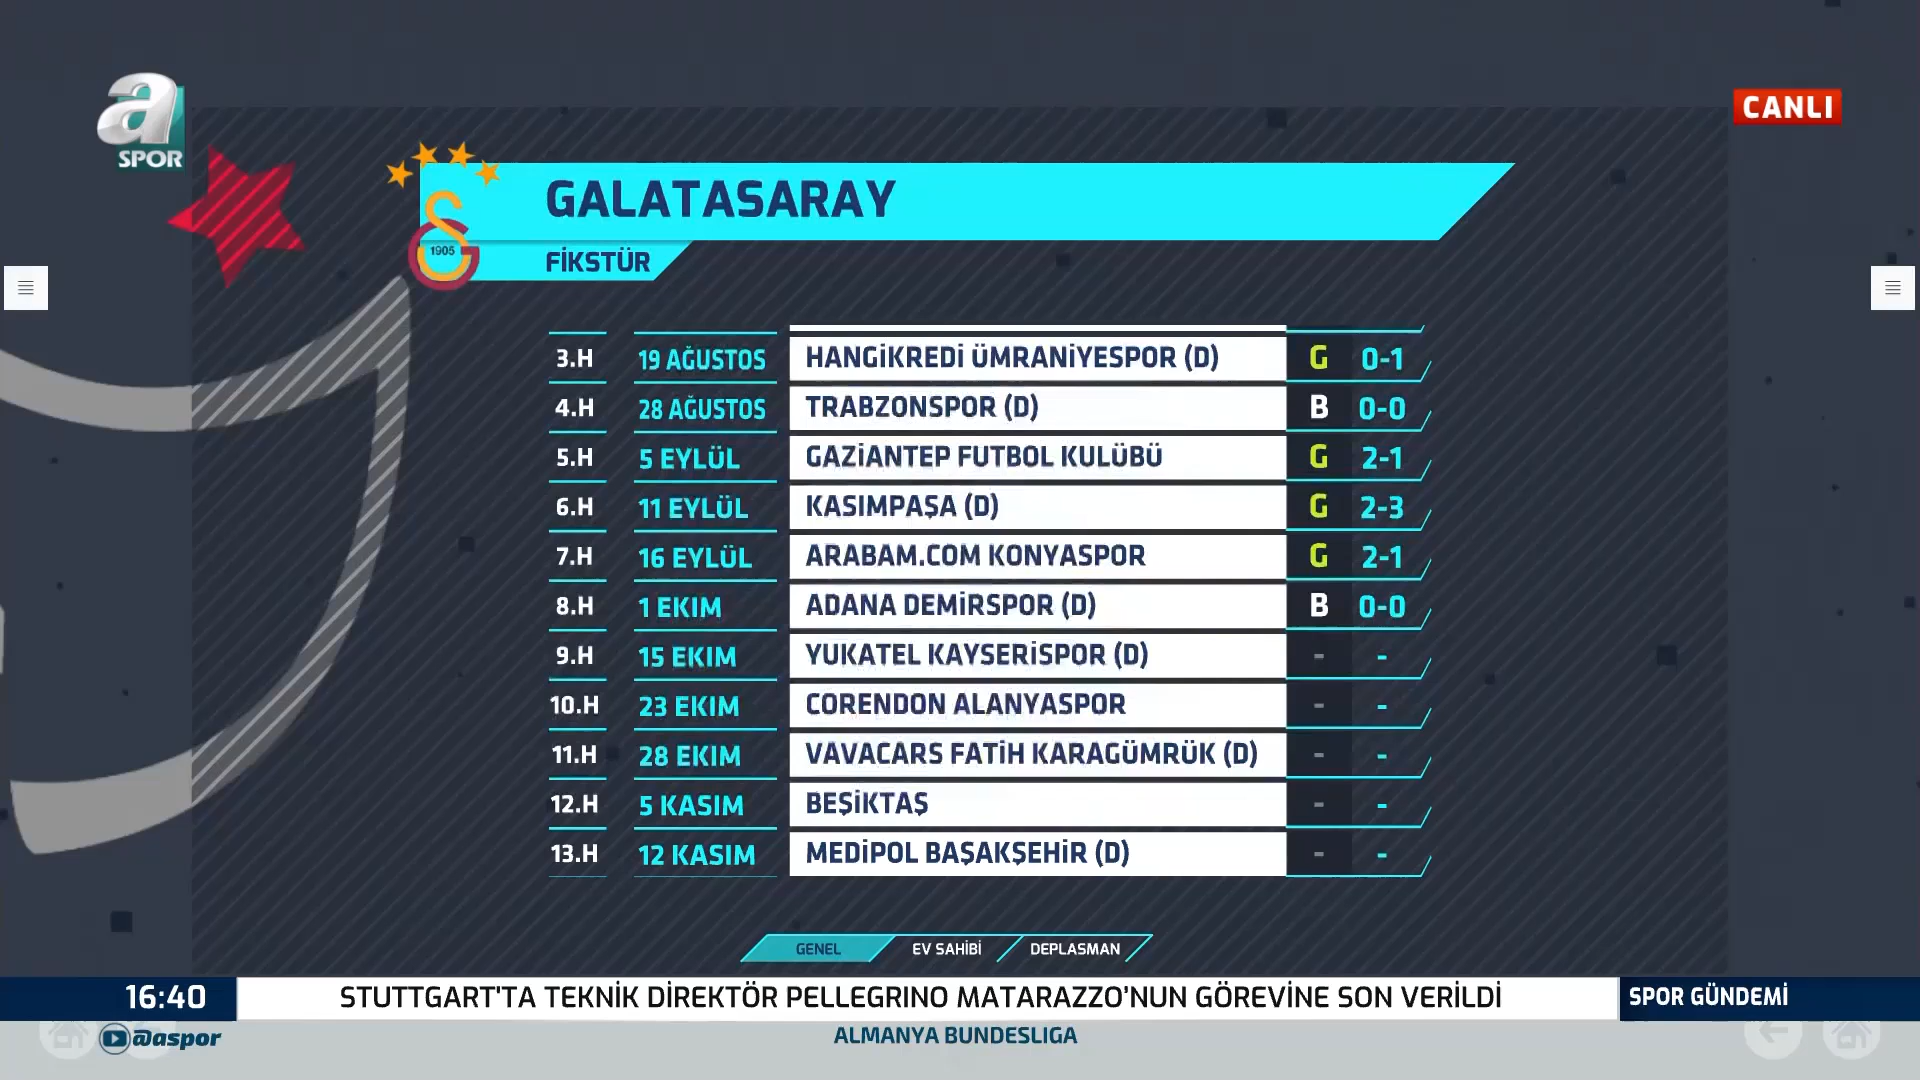 a
SPOR
CANLI
GALATASARAY
1905
FİKSTÜR
3.H 19 AĞUSTOS HANGİKREDİ ÜMRANİYESPOR (D) G 0-1
4.H 28 AĞUSTOS TRABZONSPOR (D) B 0-0
5.H 5 EYLÜL GAZİANTEP FUTBOL KULÜBÜ G 2-1
6.H 11 EYLÜL KASIMPAŞA (D) G 2-3
7.H 16 EYLÜL ARABAM.COM KONYASPOR G 2-1
8.H 1 EKIM ADANA DEMİRSPOR (D) B 0-0
9.H 15 EKIM YUKATEL KAYSERİSPOR (D) - -
10.H 23 EKIM CORENDON ALANYASPOR - -
11.H 28 EKIM VAVACARS FATİH KARAGÜMRÜK (D) - -
12.H 5 KASIM BEŞİKTAŞ - -
13.H 12 KASIM MEDİPOL BAŞAKŞEHİR (D) - -
GENEL EV SAHİBİ DEPLASMAN
16:40 STUTTGART'TA TEKNİK DİREKTÖR PELLEGRINO MATARAZZO'NUN GÖREVİNE SON VERİLDİ SPOR GÜNDEMİ
@aspor ALMANYA BUNDESLIGA